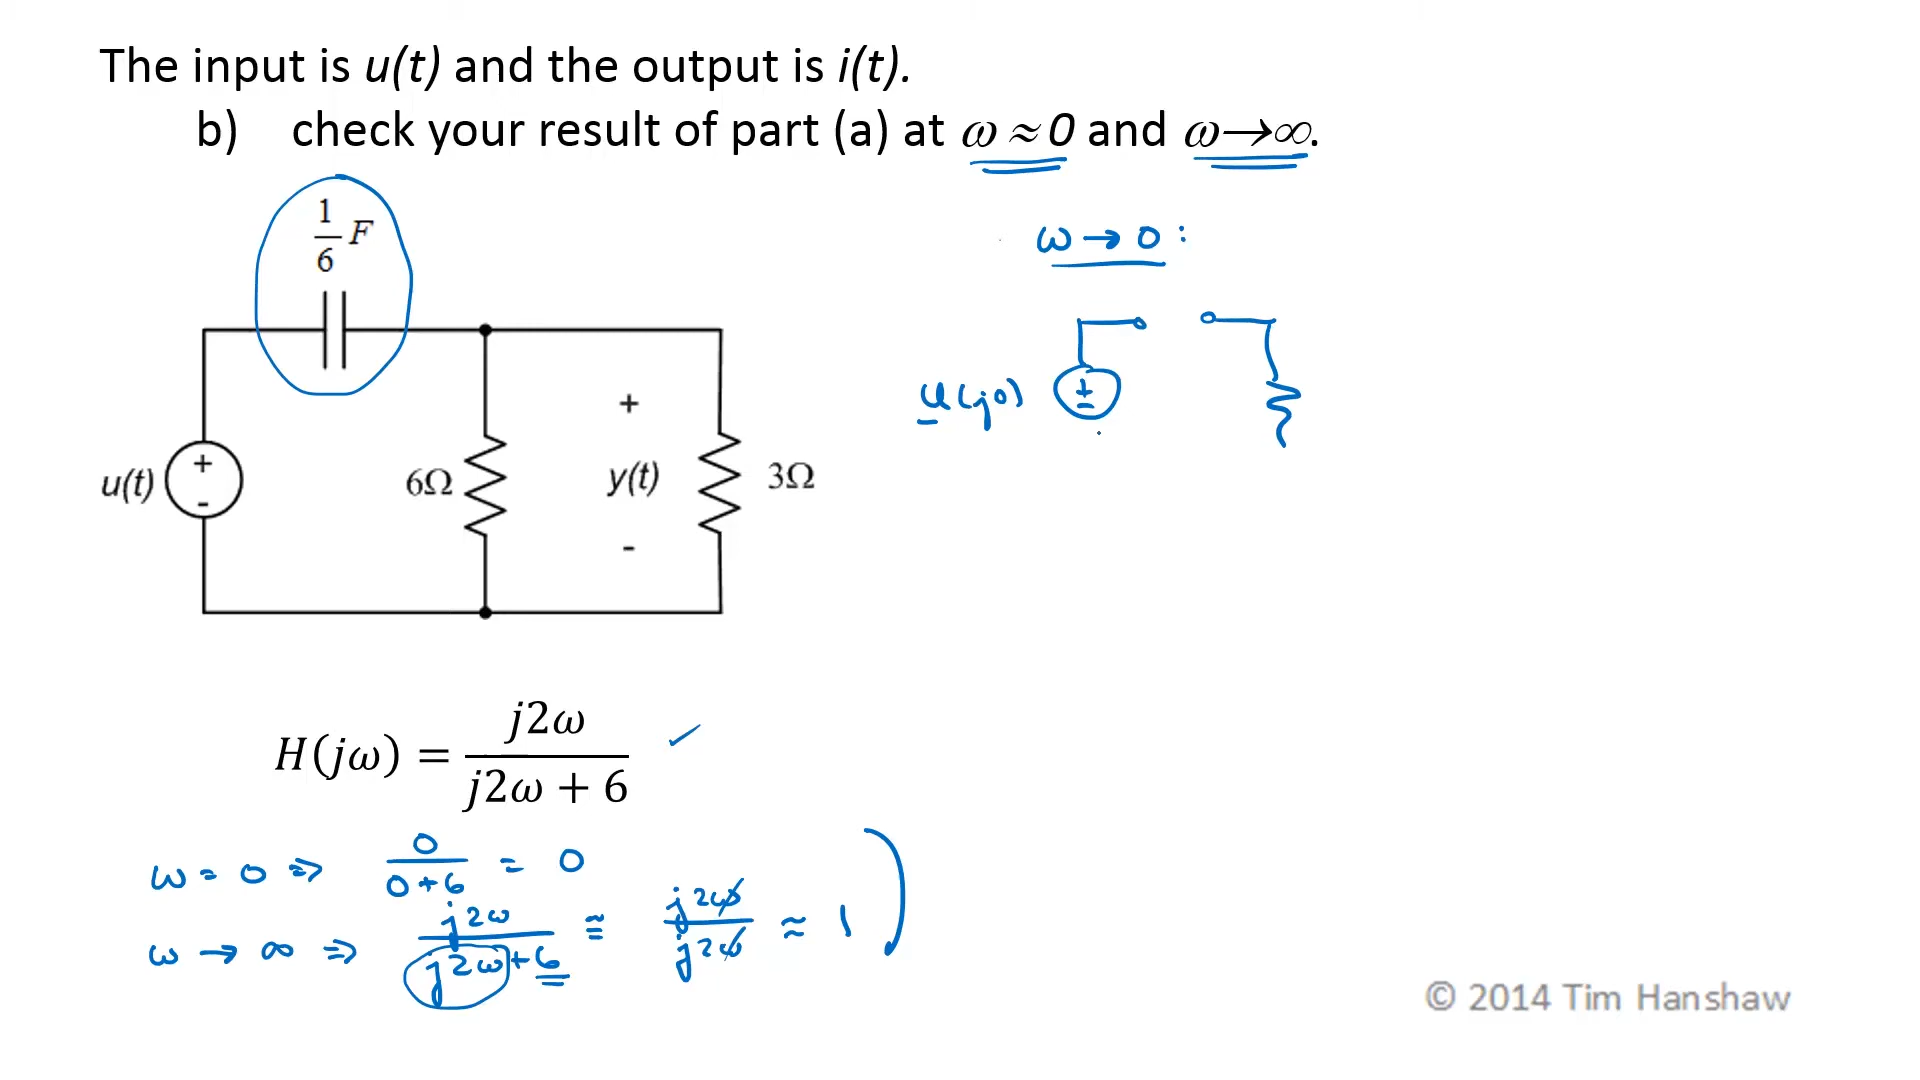 The input is u(t) and the output is i(t).
b) check your result of part (a) at ω ≈ 0 and ω→∞.
1/6 F
ω → 0 :
+
u(j0)
±
u(t)
+
-
6Ω
y(t)
3Ω
-
H(jω) = j2ω / (j2ω + 6) ✓
ω = 0 ⇒ 0 / (0+6) = 0
ω → ∞ ⇒ j2ω / (j2ω+6) ≅ j2ω / j2ω ≈ 1
© 2014 Tim Hanshaw